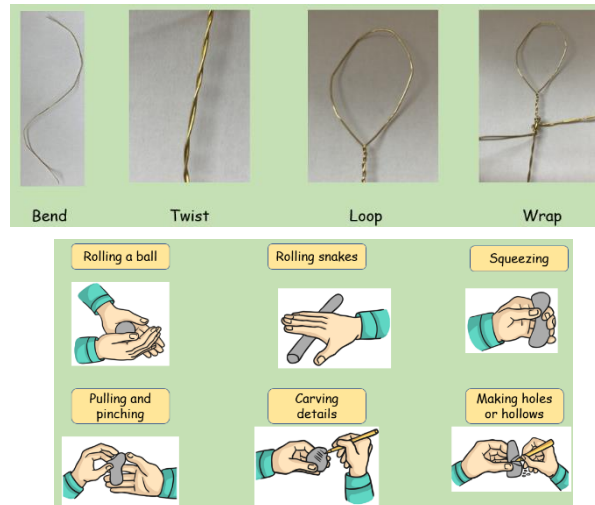 Bend Twist Loop Wrap
Rolling a ball Rolling snakes Squeezing
Pulling and
pinching
Carving
details
Making holes
or hollows